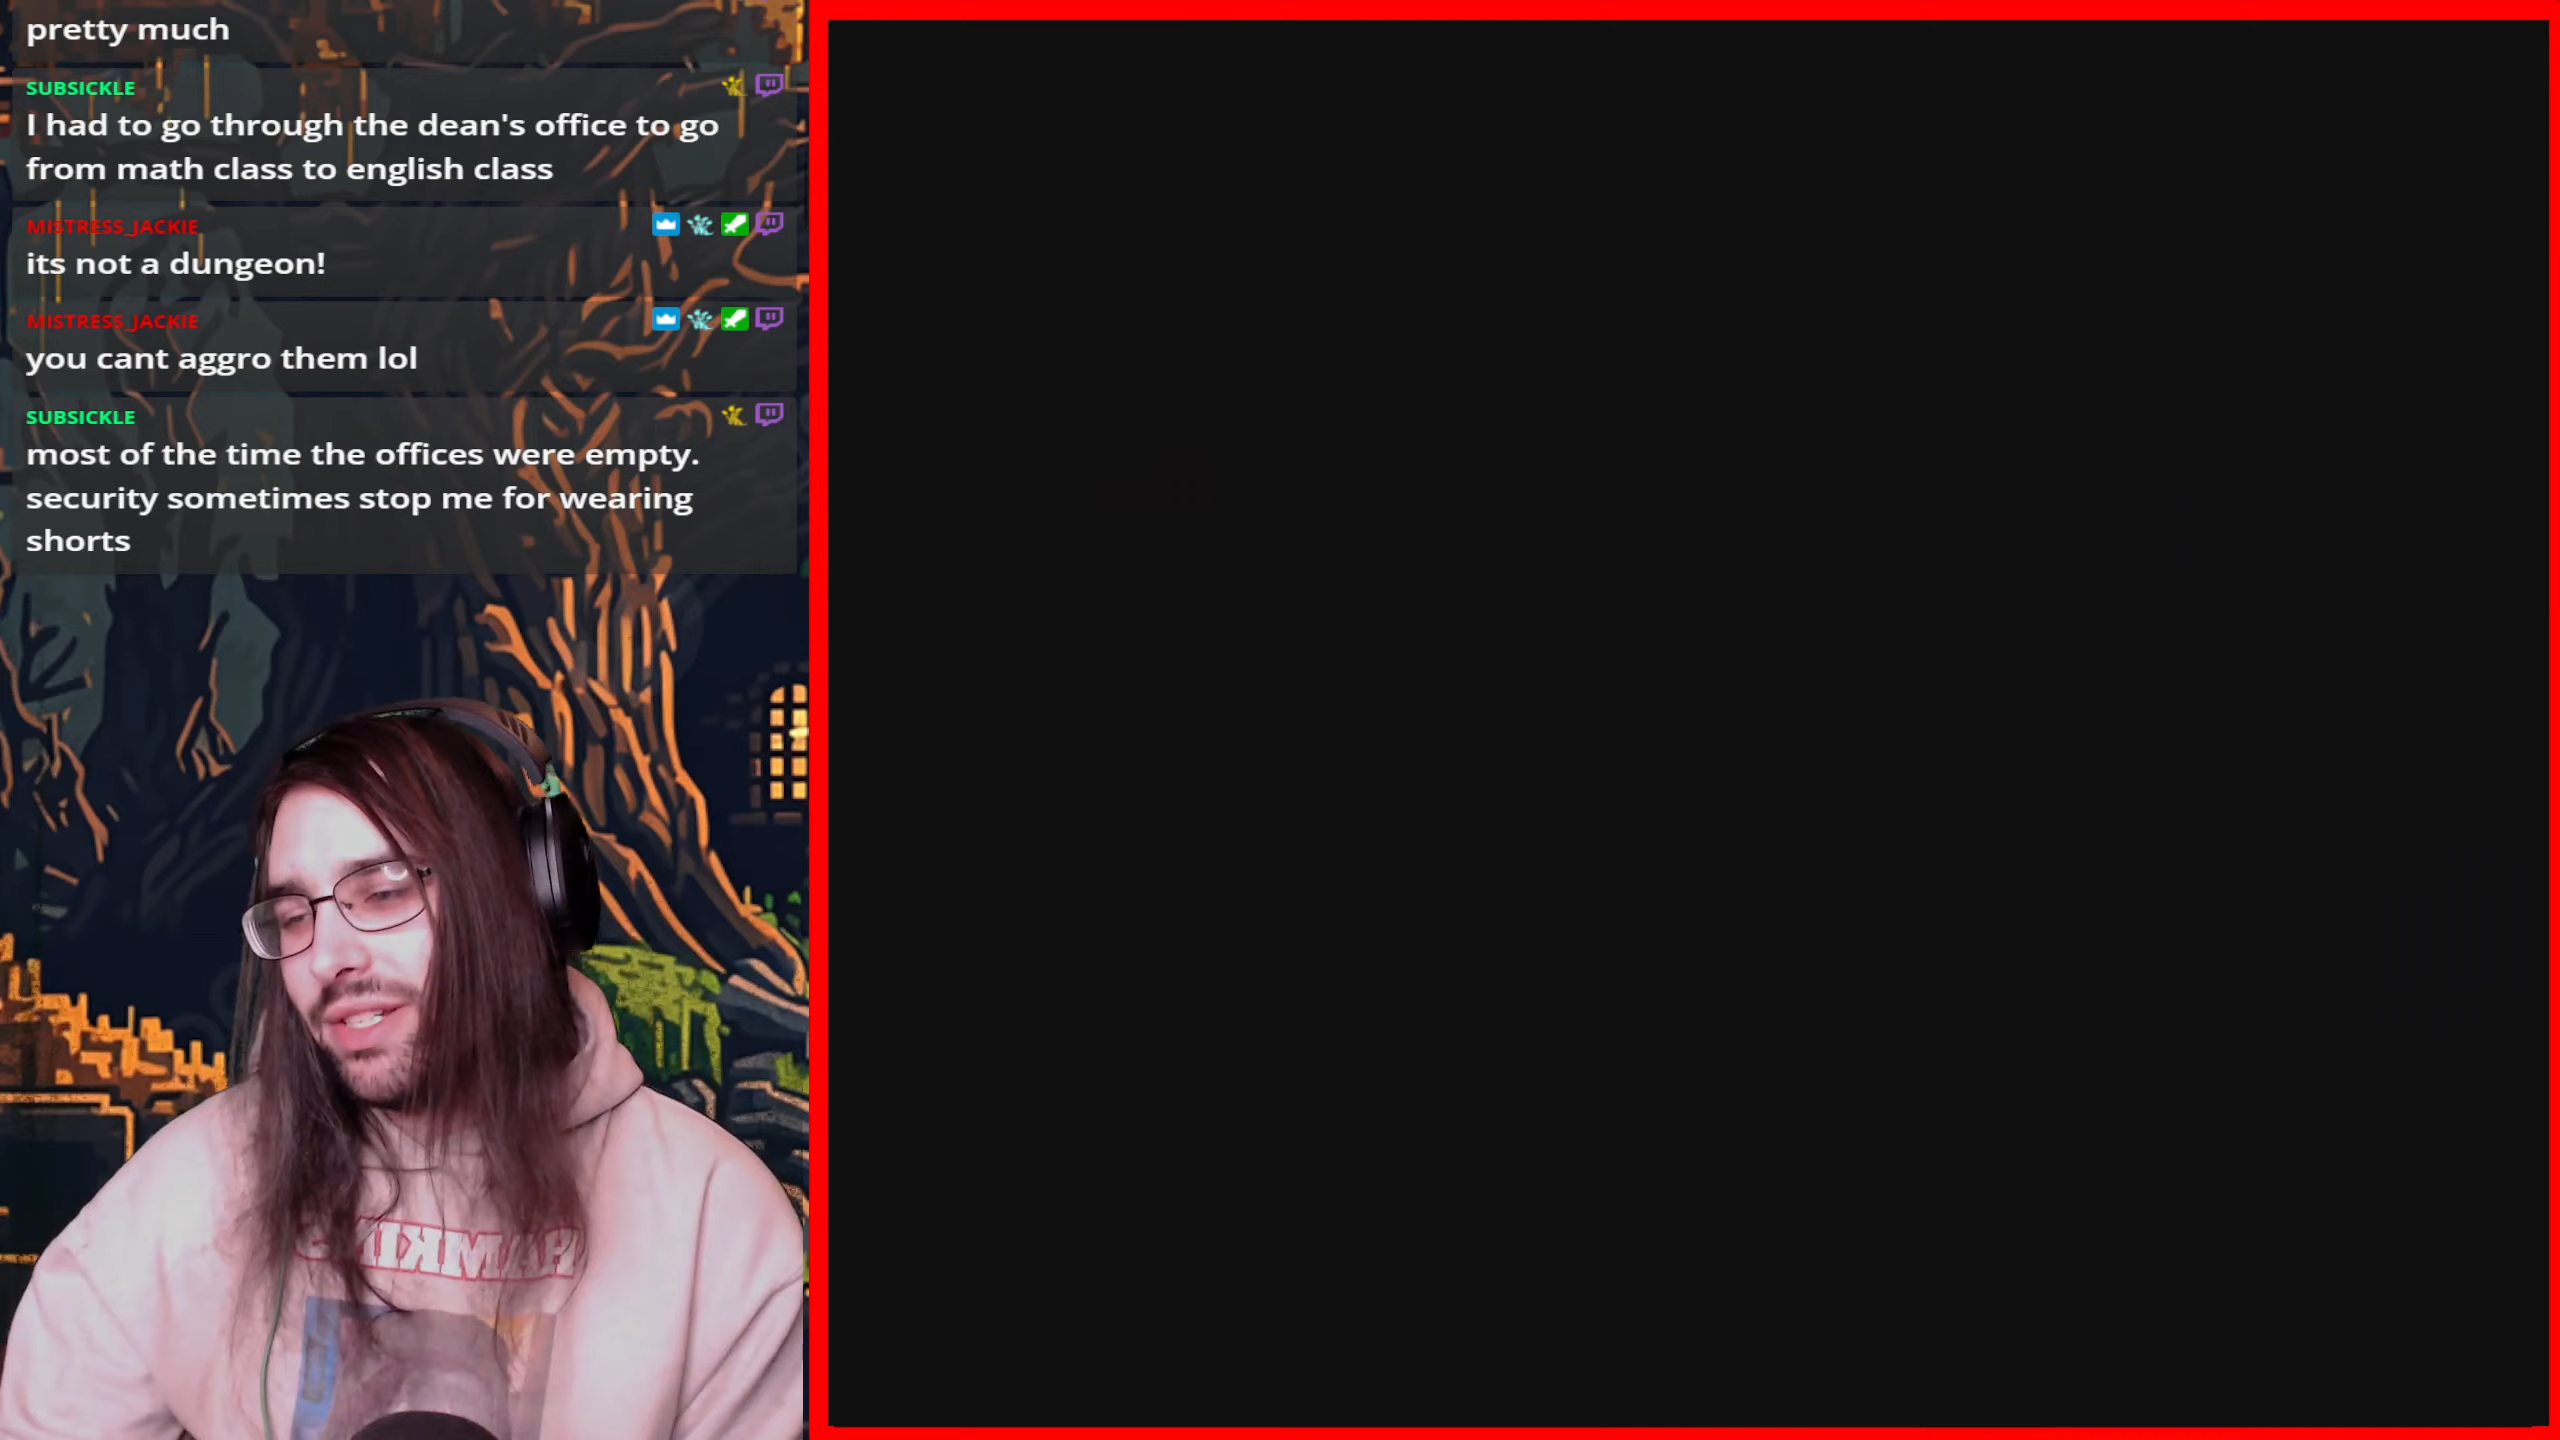 pretty much
SUBSICKLE
I had to go through the dean's office to go
from math class to english class
MISTRESS_JACKIE
its not a dungeon!
MISTRESS_JACKIE
you cant aggro them lol
SUBSICKLE
most of the time the offices were empty.
security sometimes stop me for wearing
shorts